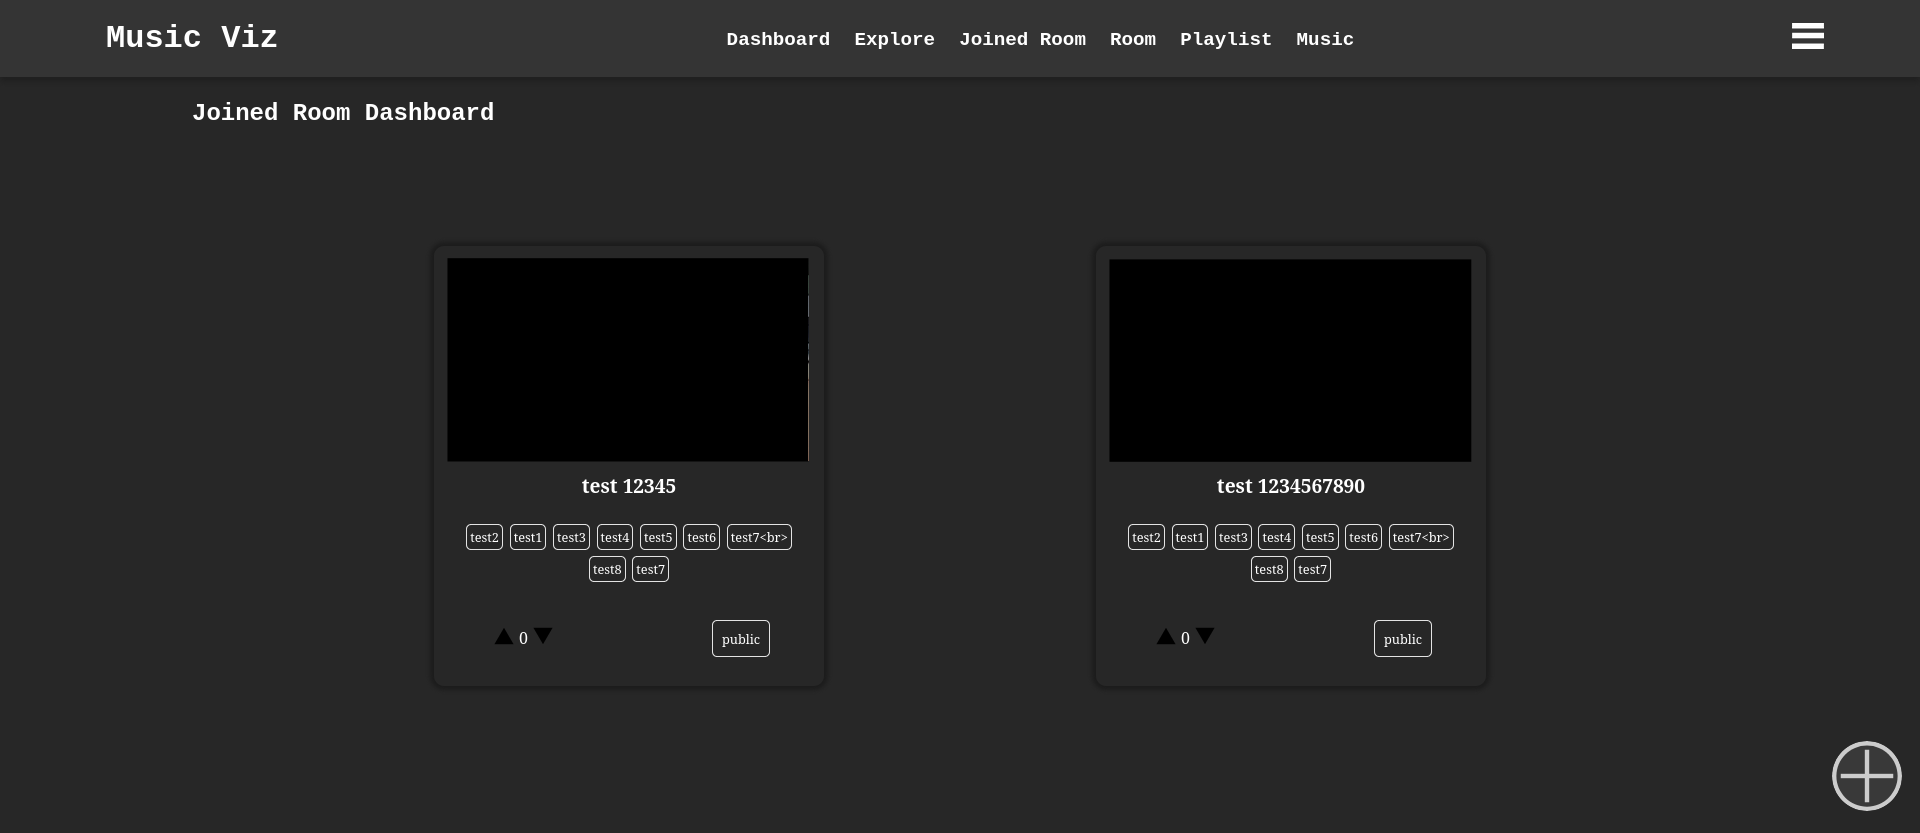 Music Viz
Dashboard Explore Joined Room Room Playlist Music
Joined Room Dashboard
test 12345
test2 test1 test3 test4 test5 test6 test7<br>
test8 test7
0 public
test 1234567890
test2 test1 test3 test4 test5 test6 test7<br>
test8 test7
0 public